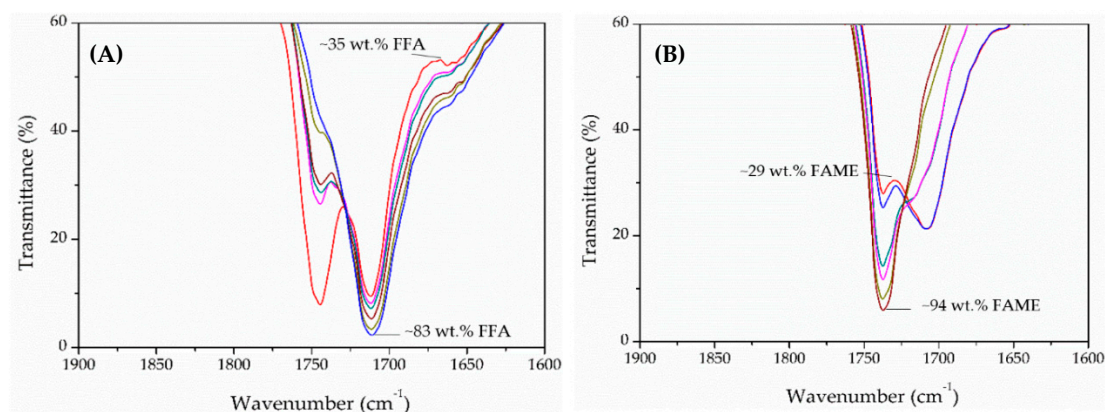 (A)
~35 wt.% FFA
~83 wt.% FFA
60
40
20
0
Transmittance (%)
1900 1850 1800 1750 1700 1650 1600
Wavenumber (cm⁻¹)
(B)
~29 wt.% FAME
~94 wt.% FAME
60
40
20
0
Transmittance (%)
1900 1850 1800 1750 1700 1650 1600
Wavenumber (cm⁻¹)